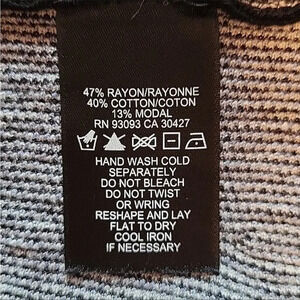 47% RAYON/RAYONNE
40% COTTON/COTON
13% MODAL
RN 93093 CA 30427
HAND WASH COLD
SEPARATELY
DO NOT BLEACH
DO NOT TWIST
OR WRING
RESHAPE AND LAY
FLAT TO DRY
COOL IRON
IF NECESSARY